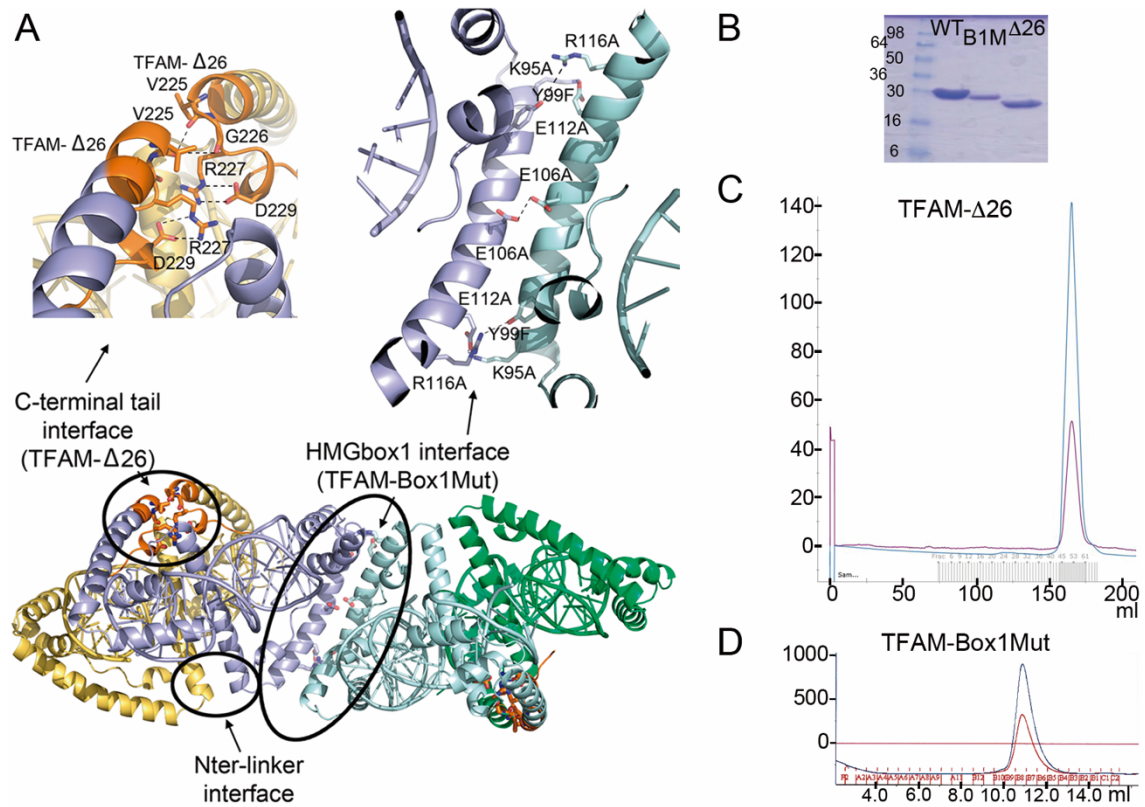 A
TFAM- Δ26
V225
V225
TFAM- Δ26
G226
R227
D229
R227
D229
R116A
K95A
Y99F
E112A
E106A
E106A
E112A
Y99F
R116A
K95A
C-terminal tail
interface
(TFAM-Δ26)
HMGbox1 interface
(TFAM-Box1Mut)
Nter-linker
interface
B
WT B1M Δ26
98
64
50
36
30
16
6
C
TFAM-Δ26
140
120
100
80
60
40
20
0
Sam...
0 50 100 150 200
ml
D
TFAM-Box1Mut
1000
500
0
4.0 6.0 8.0 10.0 12.0 14.0 ml